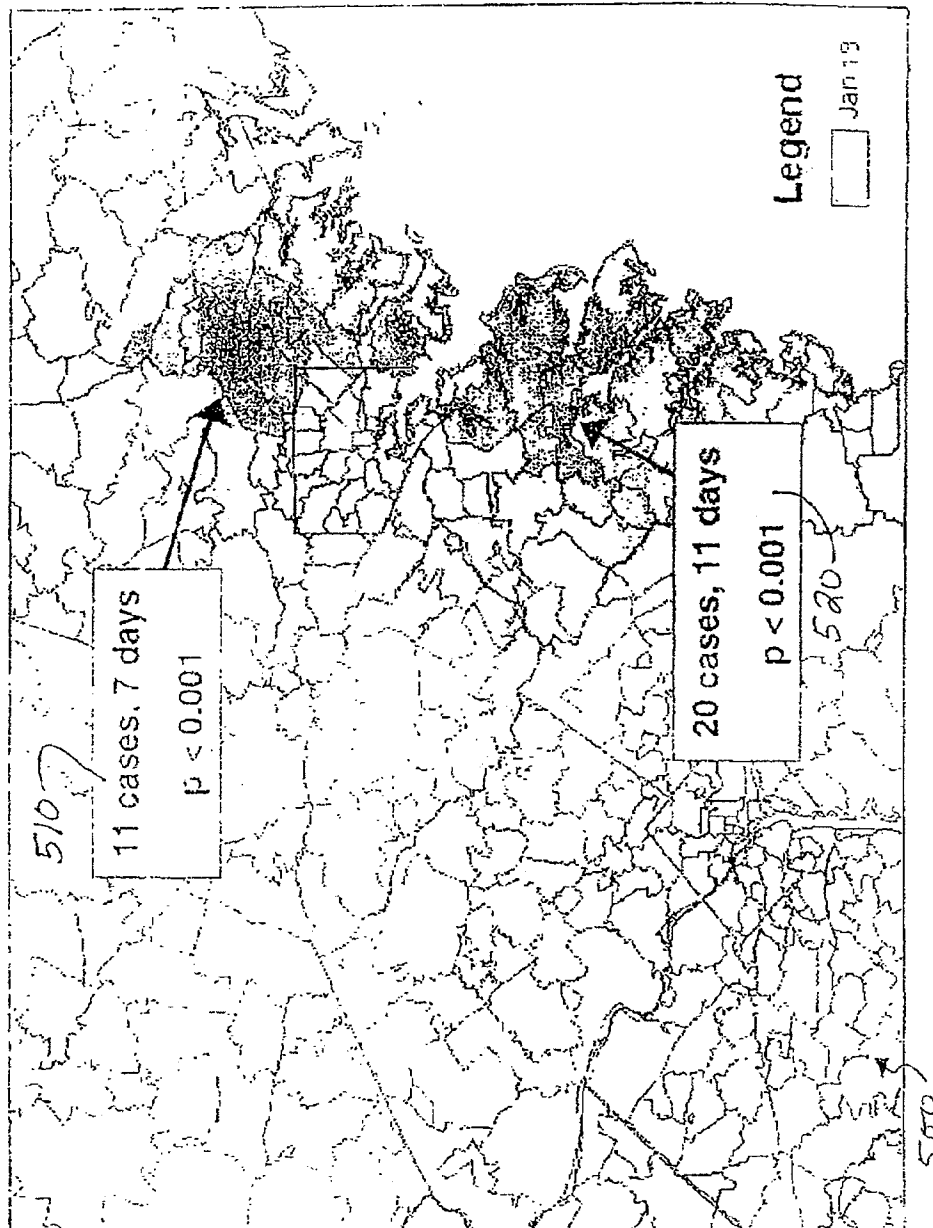 510
11 cases, 7 days
p < 0.001
20 cases, 11 days
p < 0.001
520
500
Legend
Jan 19